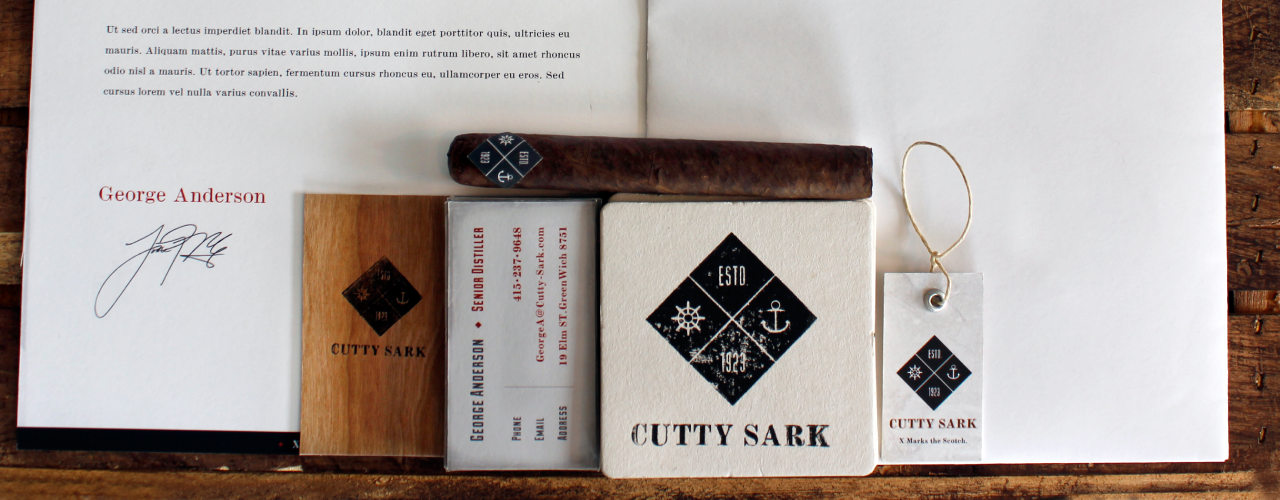 Ut sed orci a lectus imperdiet blandit. In ipsum dolor, blandit eget porttitor quis, ultricies eu
mauris. Aliquam mattis, purus vitae varius mollis, ipsum enim rutrum libero, sit amet rhoncus
odio nisl a mauris. Ut tortor sapien, fermentum cursus rhoncus eu, ullamcorper eu eros. Sed
cursus lorem vel nulla varius convallis.
George Anderson
X
ESTD
1923
ESTD
1923
CUTTY SARK
GEORGE ANDERSON ♦ SENIOR DISTILLER
PHONE 415·237·9648
EMAIL GeorgeA@Cutty-Sark.com
ADDRESS 19 Elm ST.GreenWich 8751
ESTD
1923
CUTTY SARK
ESTD
1923
CUTTY SARK
X Marks the Scotch.